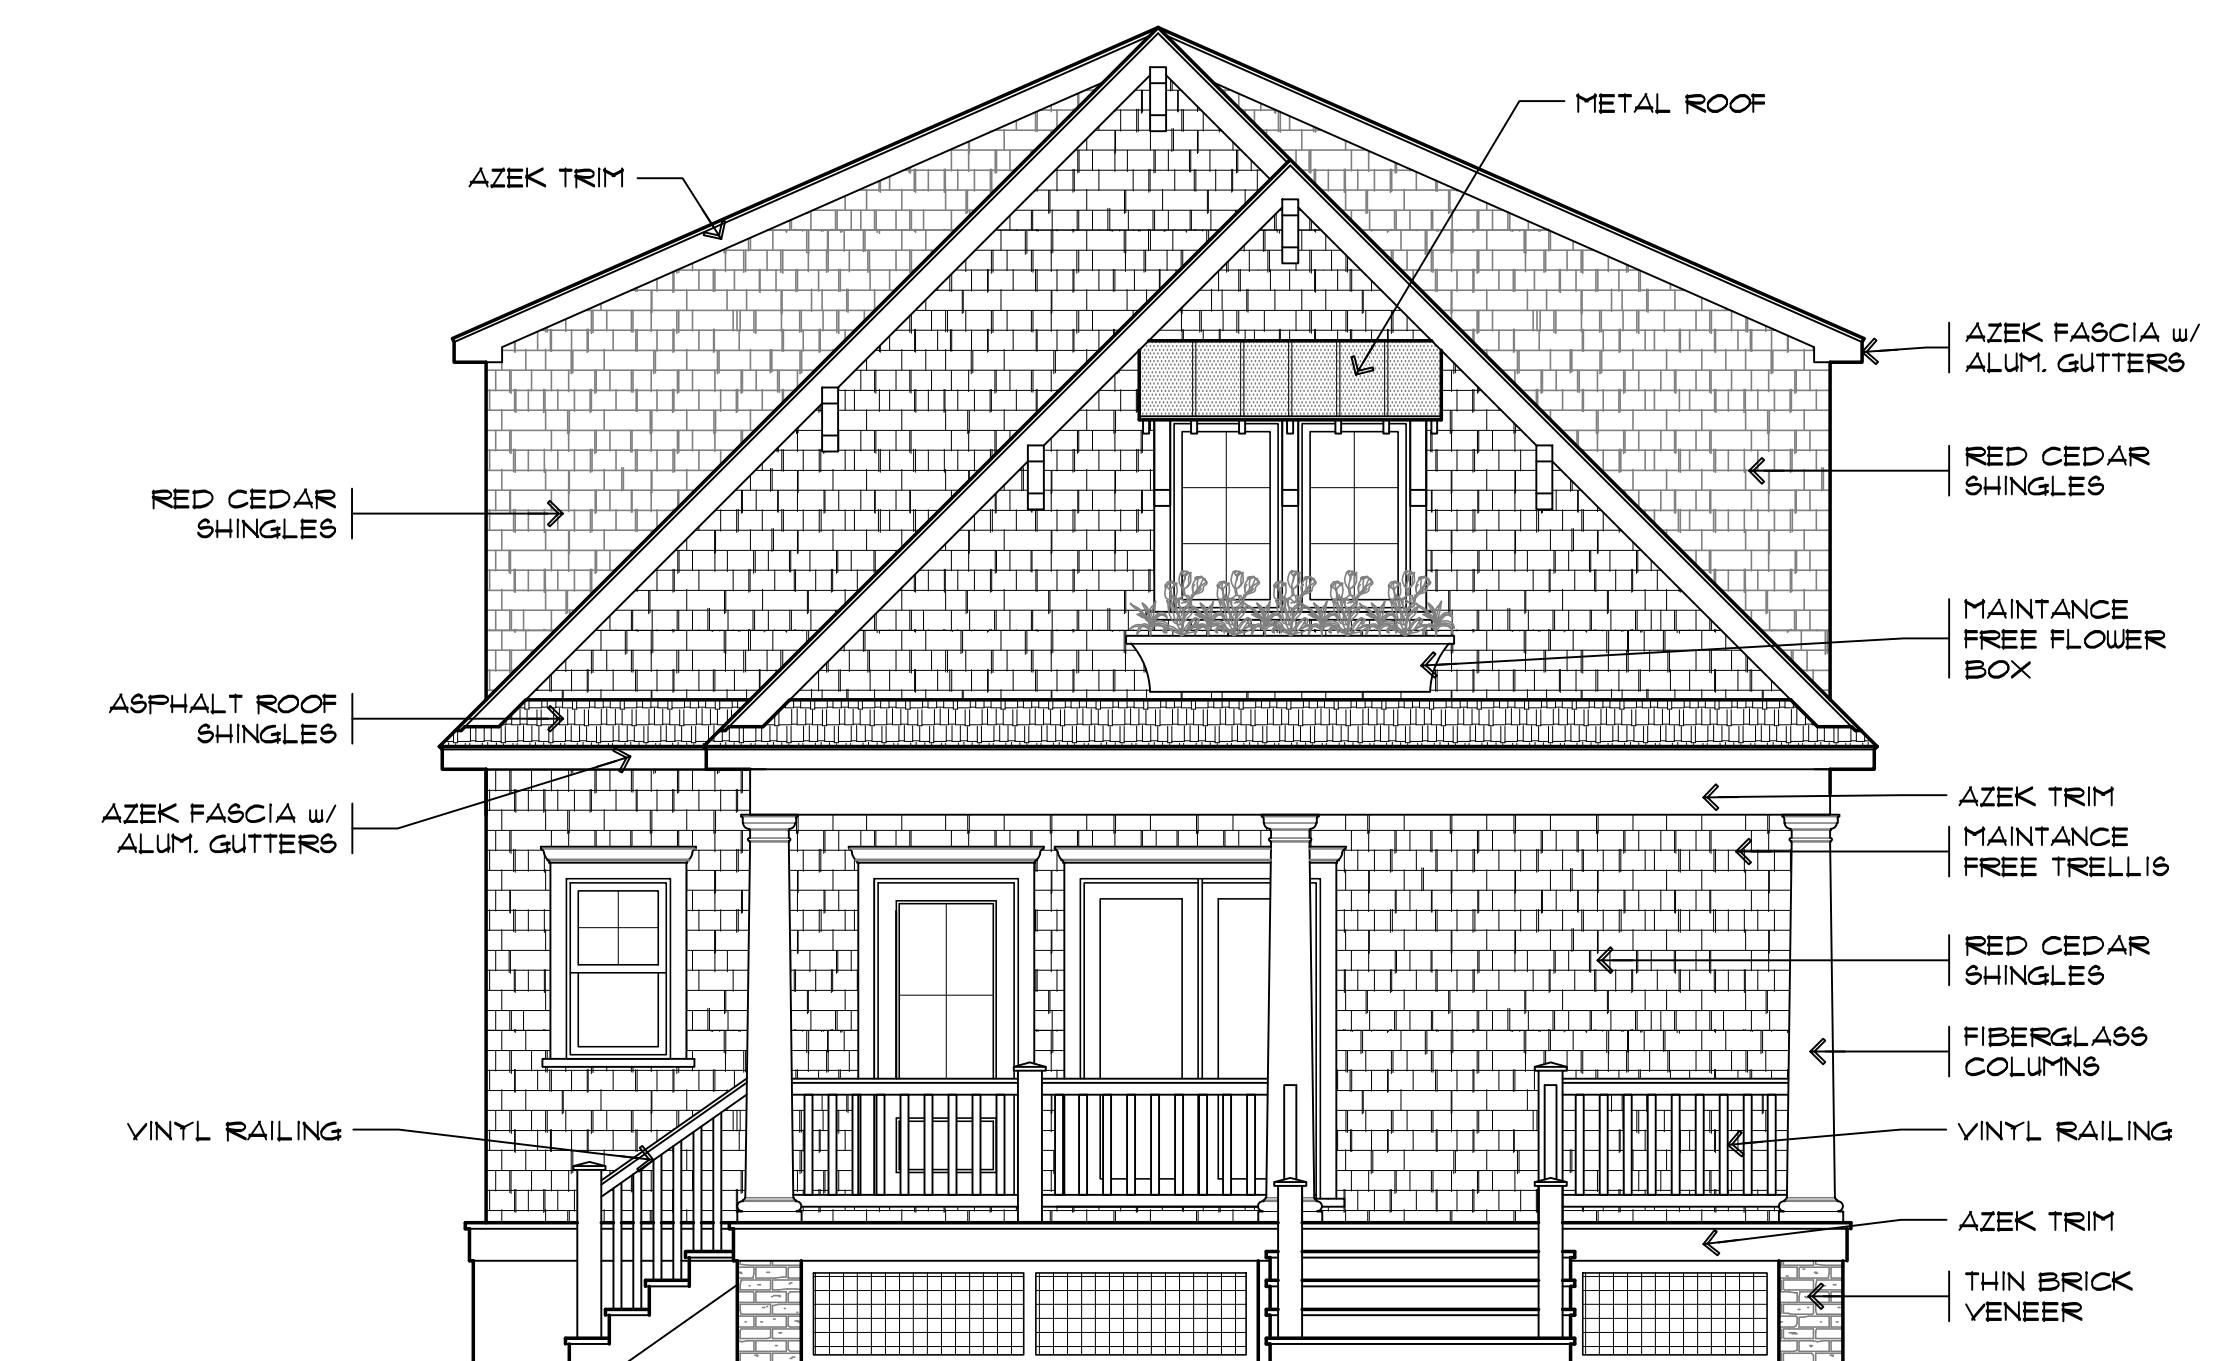 METAL ROOF
AZEK TRIM
AZEK FASCIA w/
ALUM. GUTTERS
RED CEDAR
SHINGLES
RED CEDAR
SHINGLES
MAINTANCE
FREE FLOWER
BOX
ASPHALT ROOF
SHINGLES
AZEK FASCIA w/
ALUM. GUTTERS
AZEK TRIM
MAINTANCE
FREE TRELLIS
RED CEDAR
SHINGLES
FIBERGLASS
COLUMNS
VINYL RAILING
VINYL RAILING
AZEK TRIM
THIN BRICK
VENEER